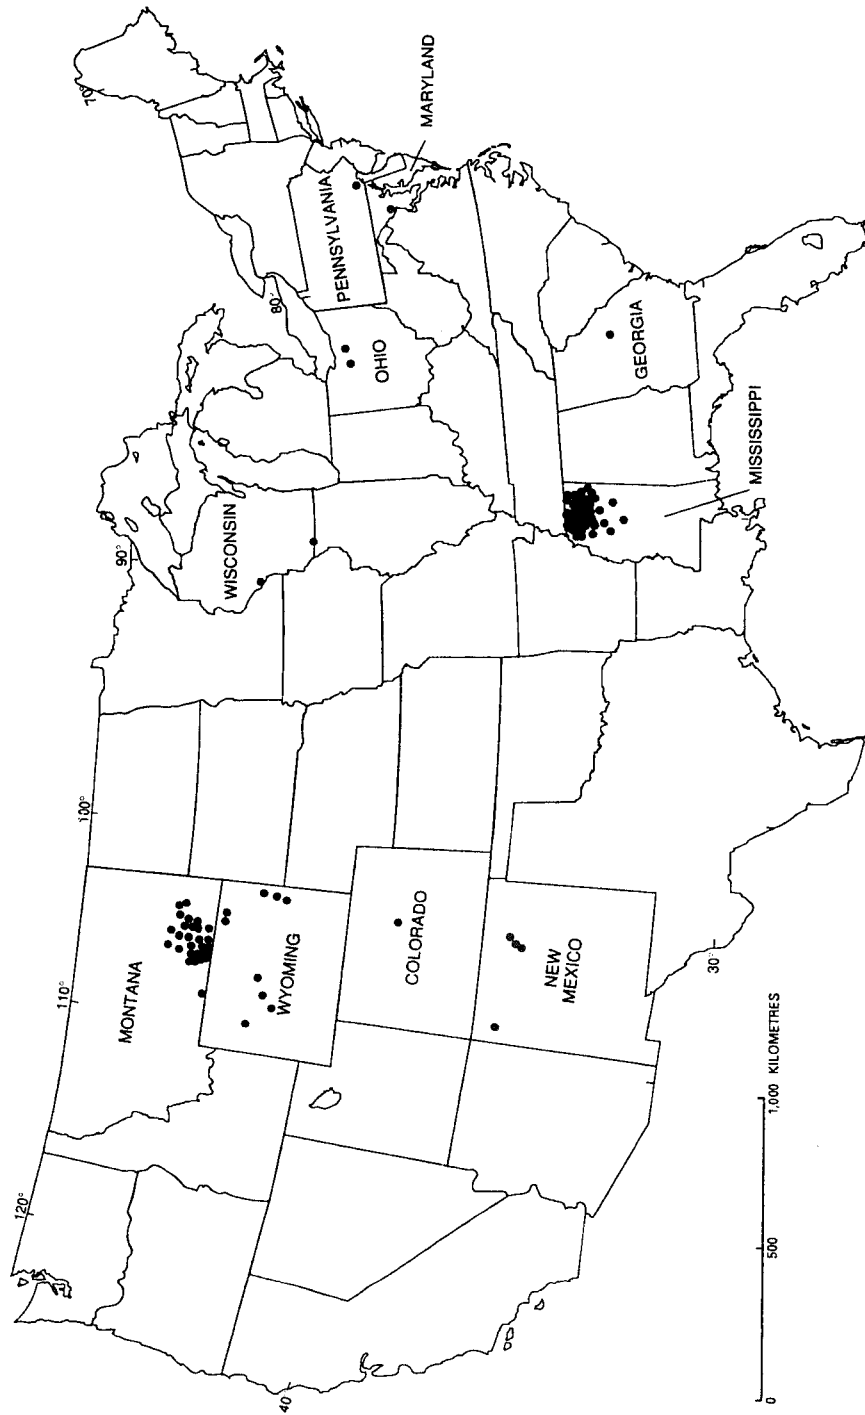 120°
110°
100°
90°
80°
70°
40
30°
MONTANA
WYOMING
COLORADO
NEW
MEXICO
WISCONSIN
OHIO
PENNSYLVANIA
MARYLAND
GEORGIA
MISSISSIPPI
0
500
1,000 KILOMETRES